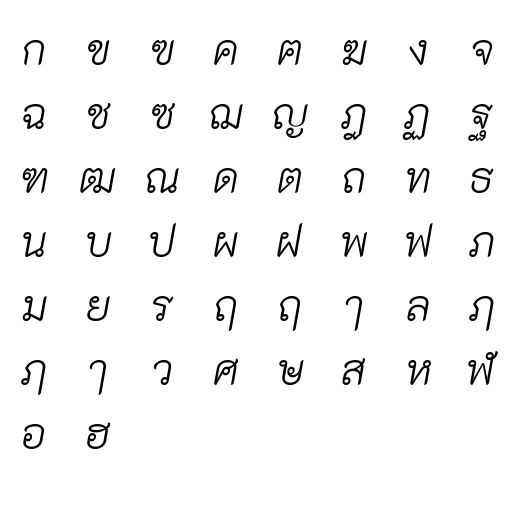 ก ข ฃ ค ฅ ฆ ง จ
ฉ ช ซ ฌ ญ ฎ ฏ ฐ
ฑ ฒ ณ ด ต ถ ท ธ
น บ ป ผ ฝ พ ฟ ภ
ม ย ร ฤ ฤ ๅ ล ฦ
ฦ ๅ ว ศ ษ ส ห ฬ
อ ฮ